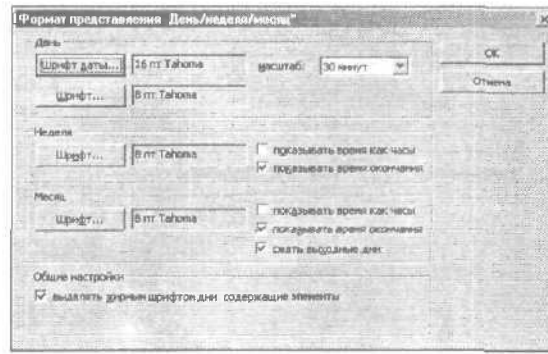 Формат представления "День/неделя/месяц"
День
Шрифт даты... 16 пт Tahoma масштаб: 30 минут
ОК
Шрифт... 8 пт Tahoma
Отмена
Неделя
Шрифт... 8 пт Tahoma
показывать время как часы
показывать время окончания
Месяц
Шрифт... 8 пт Tahoma
показывать время как часы
показывать время окончания
сжать выходные дни
Общие настройки
выделять жирным шрифтом дни содержащие элементы